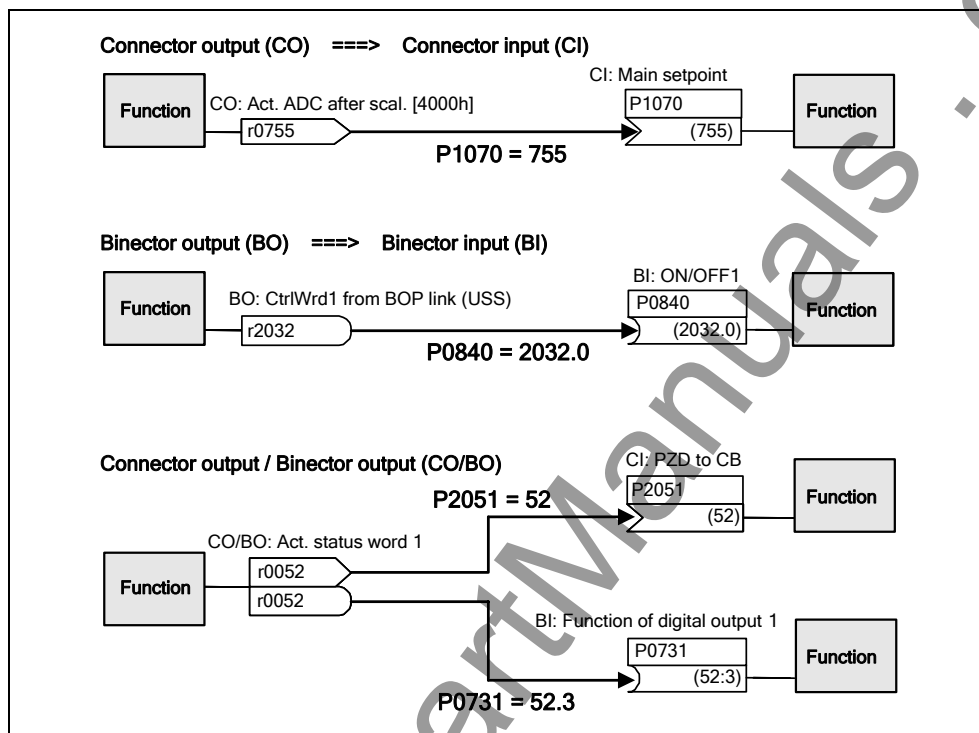 Connector output (CO) ===> Connector input (CI)
CI: Main setpoint
Function
CO: Act. ADC after scal. [4000h]
P1070
Function
r0755
(755)
P1070 = 755
Binector output (BO) ===> Binector input (BI)
BI: ON/OFF1
Function
BO: CtrlWrd1 from BOP link (USS)
P0840
Function
r2032
(2032.0)
P0840 = 2032.0
Connector output / Binector output (CO/BO)
CI: PZD to CB
P2051 = 52
P2051
Function
(52)
CO/BO: Act. status word 1
Function
r0052
r0052
BI: Function of digital output 1
P0731
Function
(52:3)
P0731 = 52.3
artManuals .